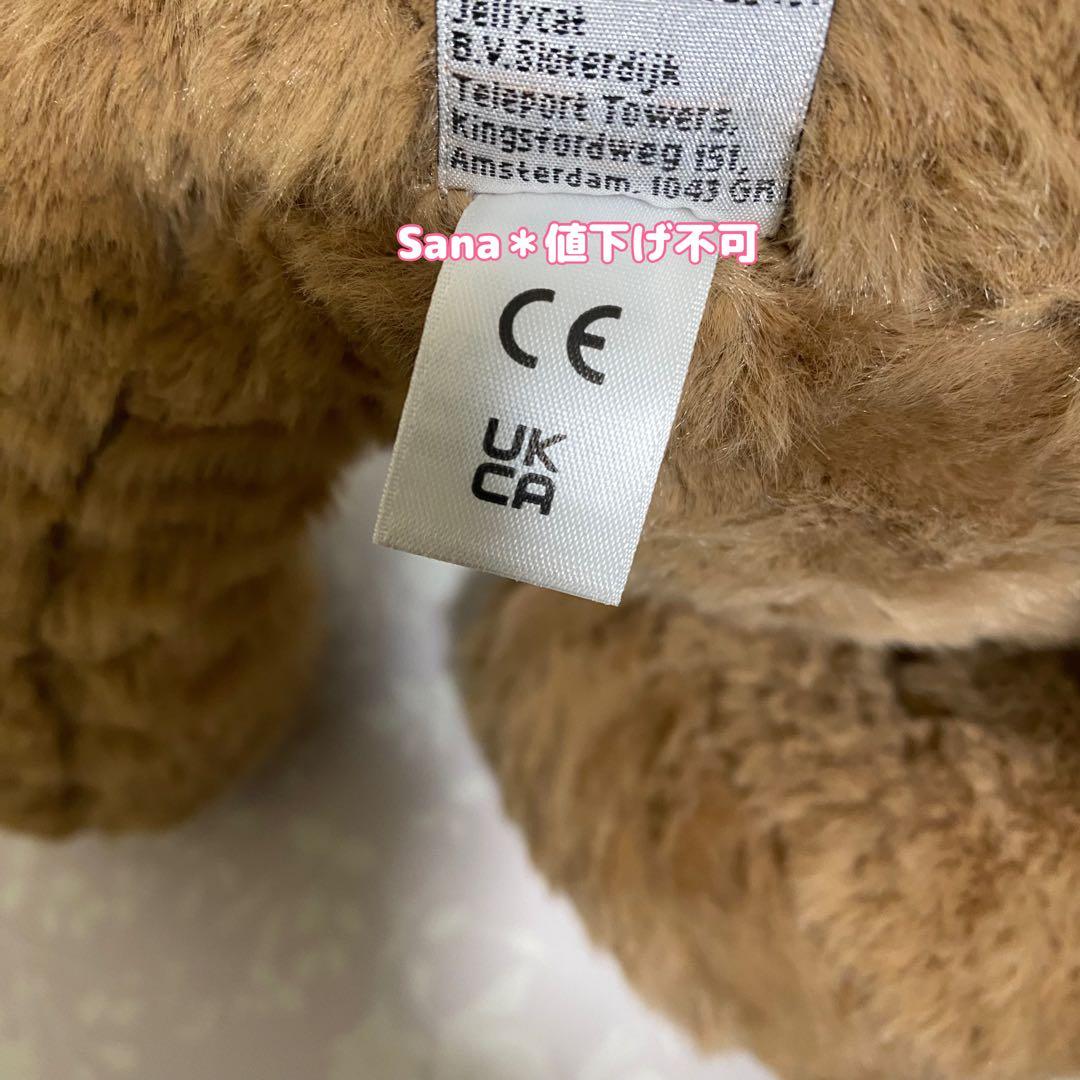 Jellycat
B.V.Sloterdijk
Teleport Towers,
Kingsfordweg 151,
Amsterdam. 1043 GR
Sana＊値下げ不可
CE
UK
CA